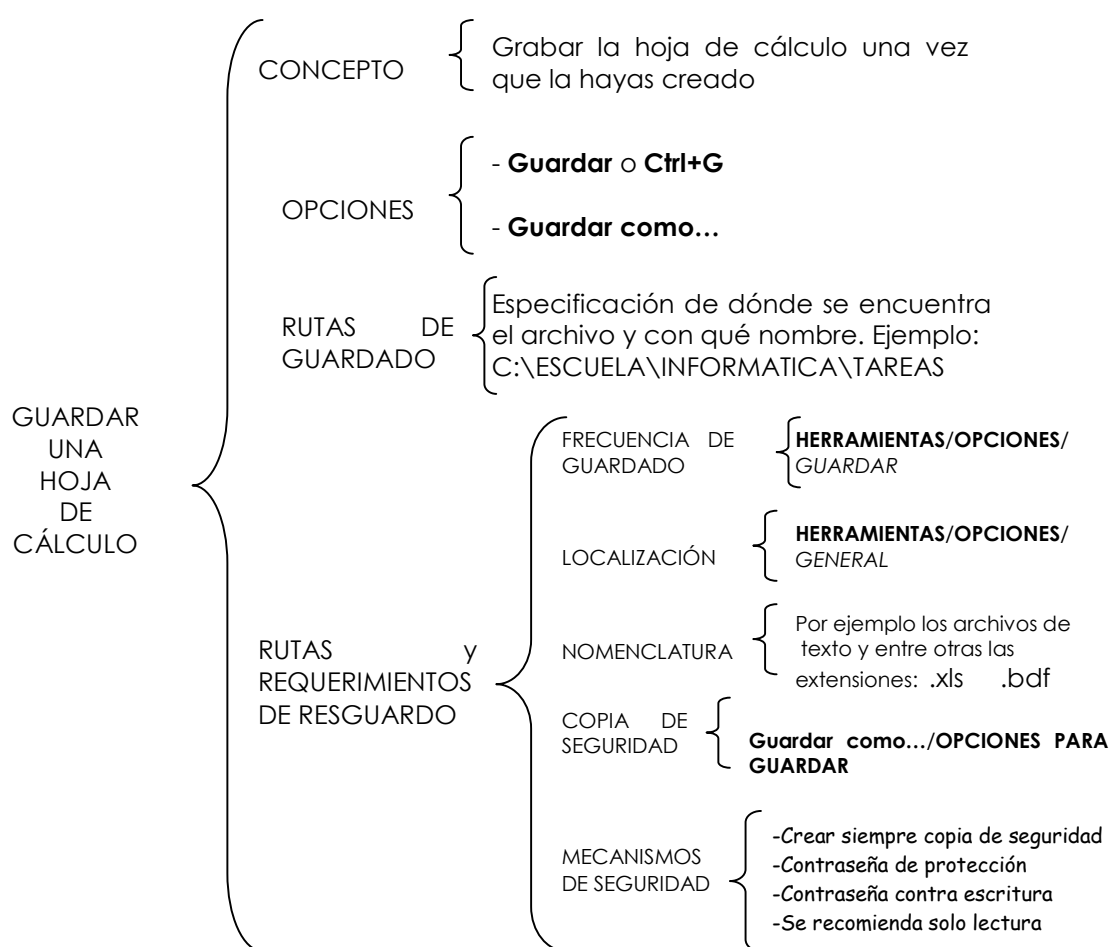 GUARDAR
UNA
HOJA
DE
CÁLCULO
CONCEPTO
Grabar la hoja de cálculo una vez
que la hayas creado
OPCIONES
- Guardar o Ctrl+G
- Guardar como...
RUTAS DE
GUARDADO
Especificación de dónde se encuentra
el archivo y con qué nombre. Ejemplo:
C:\ESCUELA\INFORMATICA\TAREAS
RUTAS y
REQUERIMIENTOS
DE RESGUARDO
FRECUENCIA DE
GUARDADO
HERRAMIENTAS/OPCIONES/
GUARDAR
LOCALIZACIÓN
HERRAMIENTAS/OPCIONES/
GENERAL
NOMENCLATURA
Por ejemplo los archivos de
texto y entre otras las
extensiones: .xls .bdf
COPIA DE
SEGURIDAD
Guardar como.../OPCIONES PARA
GUARDAR
MECANISMOS
DE SEGURIDAD
-Crear siempre copia de seguridad
-Contraseña de protección
-Contraseña contra escritura
-Se recomienda solo lectura